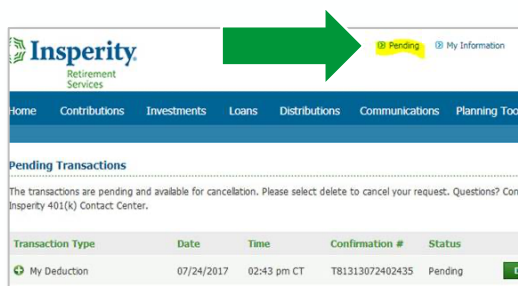 Insperity.
Retirement
Services
Pending My Information
Home Contributions Investments Loans Distributions Communications Planning Too
Pending Transactions
The transactions are pending and available for cancellation. Please select delete to cancel your request. Questions? Con
Insperity 401(k) Contact Center.
Transaction Type Date Time Confirmation # Status
My Deduction 07/24/2017 02:43 pm CT T81313072402435 Pending D